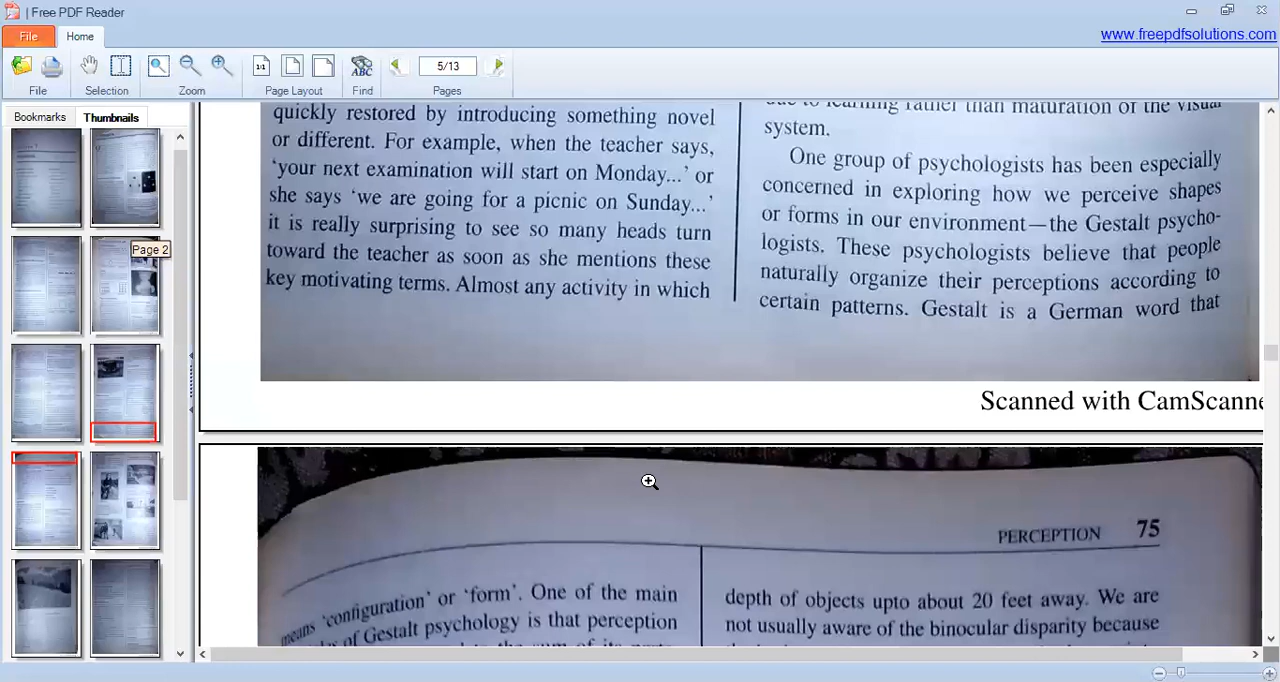 | Free PDF Reader
File
Home
www.freepdfsolutions.com
1:1
ABC
5/13
File
Selection
Zoom
Page Layout
Find
Pages
Bookmarks
Thumbnails
Page 2
quickly restored by introducing something novel
or different. For example, when the teacher says,
‘your next examination will start on Monday...’ or
she says ‘we are going for a picnic on Sunday...’
it is really surprising to see so many heads turn
toward the teacher as soon as she mentions these
key motivating terms. Almost any activity in which
due to learning rather than maturation of the visual
system.
One group of psychologists has been especially
concerned in exploring how we perceive shapes
or forms in our environment—the Gestalt psycho-
logists. These psychologists believe that people
naturally organize their perceptions according to
certain patterns. Gestalt is a German word that
Scanned with CamScanne
PERCEPTION 75
means ‘configuration’ or ‘form’. One of the main
of Gestalt psychology is that perception
depth of objects upto about 20 feet away. We are
not usually aware of the binocular disparity because